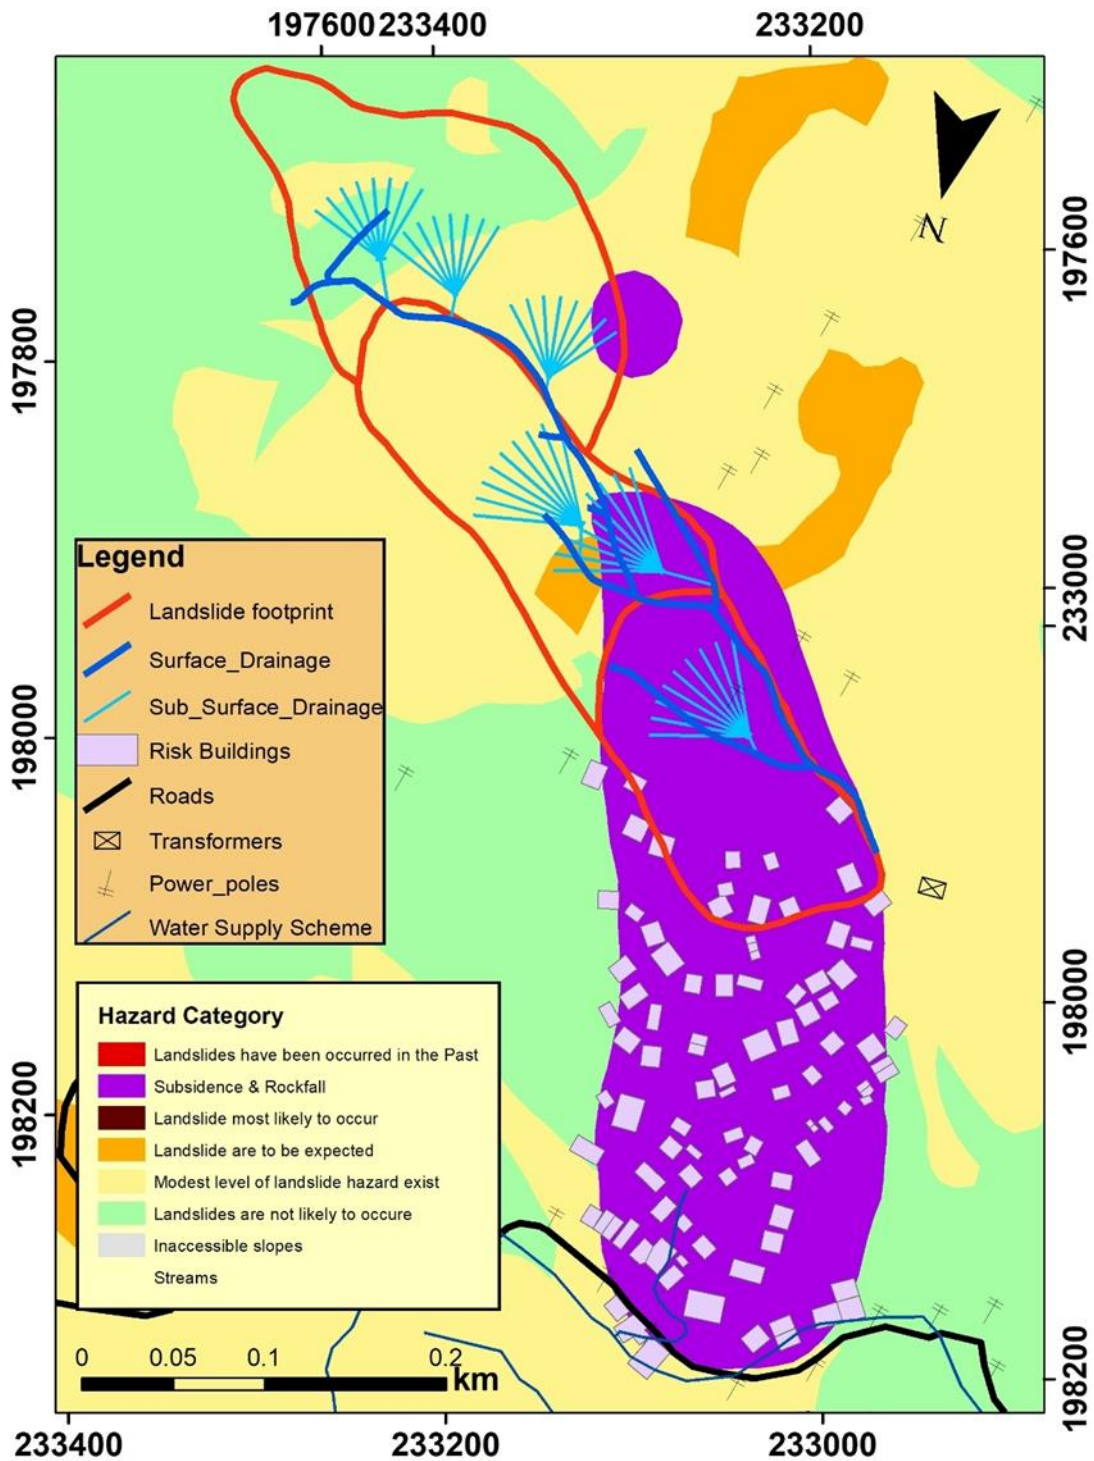 197600 233400 233200
N
197600
197800
233000
198000
198000
198200
198200
Legend
Landslide footprint
Surface_Drainage
Sub_Surface_Drainage
Risk Buildings
Roads
Transformers
Power_poles
Water Supply Scheme
Hazard Category
Landslides have been occurred in the Past
Subsidence & Rockfall
Landslide most likely to occur
Landslide are to be expected
Modest level of landslide hazard exist
Landslides are not likely to occure
Inaccessible slopes
Streams
0 0.05 0.1 0.2
km
233400 233200 233000